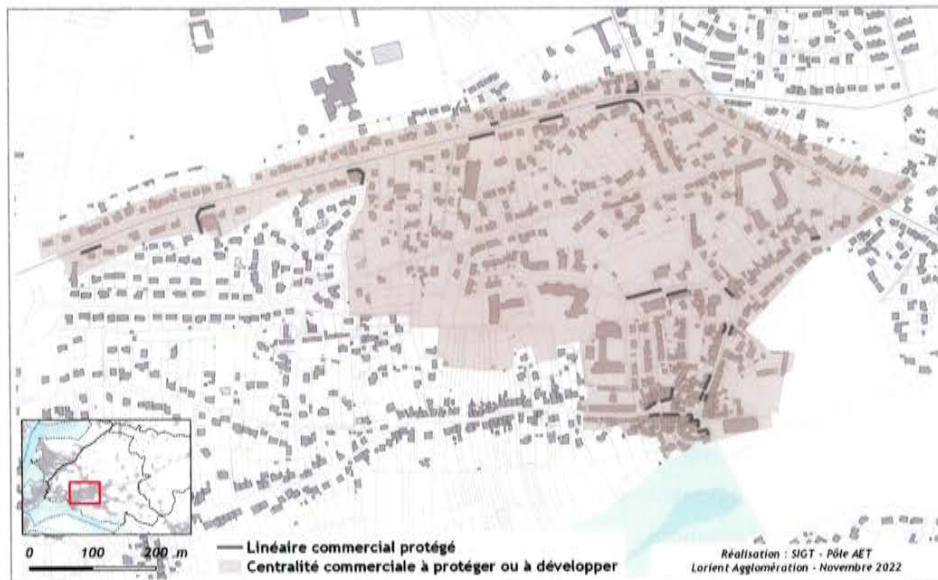 0 100 200 m
Linéaire commercial protégé
Centralité commerciale à protéger ou à développer
Réalisation : SIGT - Pôle AET
Lorient Agglomération - Novembre 2022